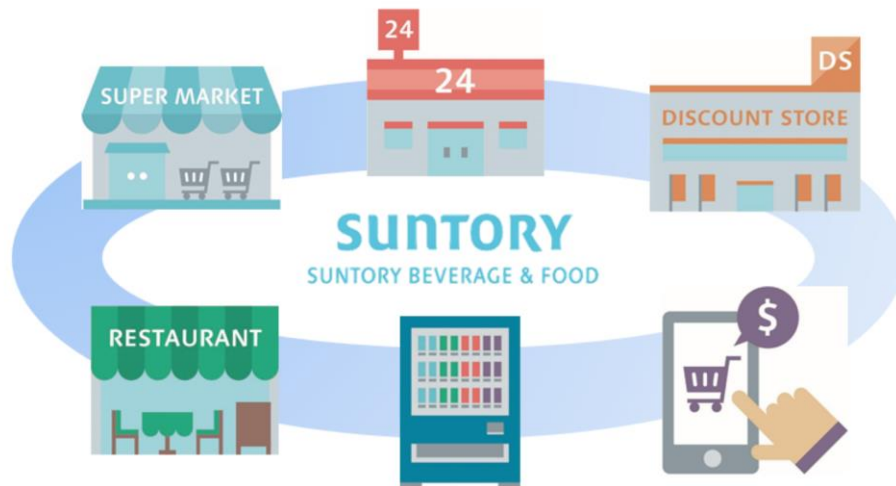 24
24
DS
SUPER MARKET
DISCOUNT STORE
SUNTORY
SUNTORY BEVERAGE & FOOD
RESTAURANT
$